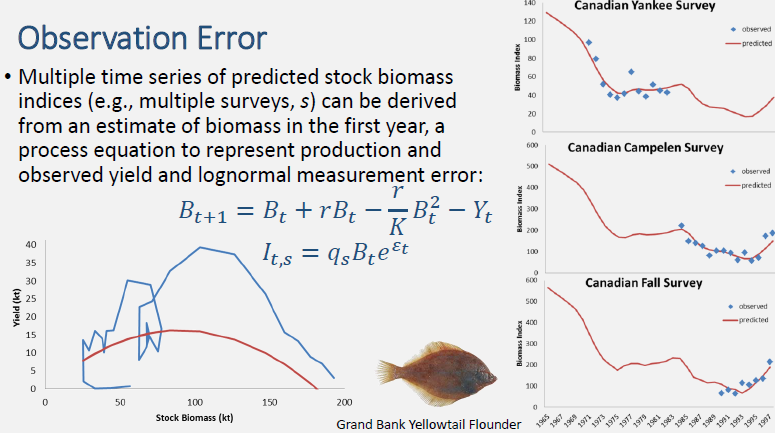 Observation Error
• Multiple time series of predicted stock biomass
indices (e.g., multiple surveys, s) can be derived
from an estimate of biomass in the first year, a
process equation to represent production and
observed yield and lognormal measurement error:
B_{t+1} = B_t + rB_t − \frac{r}{K} B_t^2 − Y_t
I_{t,s} = q_s B_t e^{ε_t}
Yield (kt)
40
35
30
25
20
15
10
5
0
0 50 100 150 200
Stock Biomass (kt)
Grand Bank Yellowtail Flounder
Canadian Yankee Survey
Biomass Index
140
120
100
80
60
40
20
0
observed
predicted
Canadian Campelen Survey
Biomass Index
600
500
400
300
200
100
0
observed
predicted
Canadian Fall Survey
Biomass Index
600
500
400
300
200
100
0
observed
predicted
1965 1967 1969 1971 1973 1975 1977 1979 1981 1983 1985 1987 1989 1991 1993 1995 1997